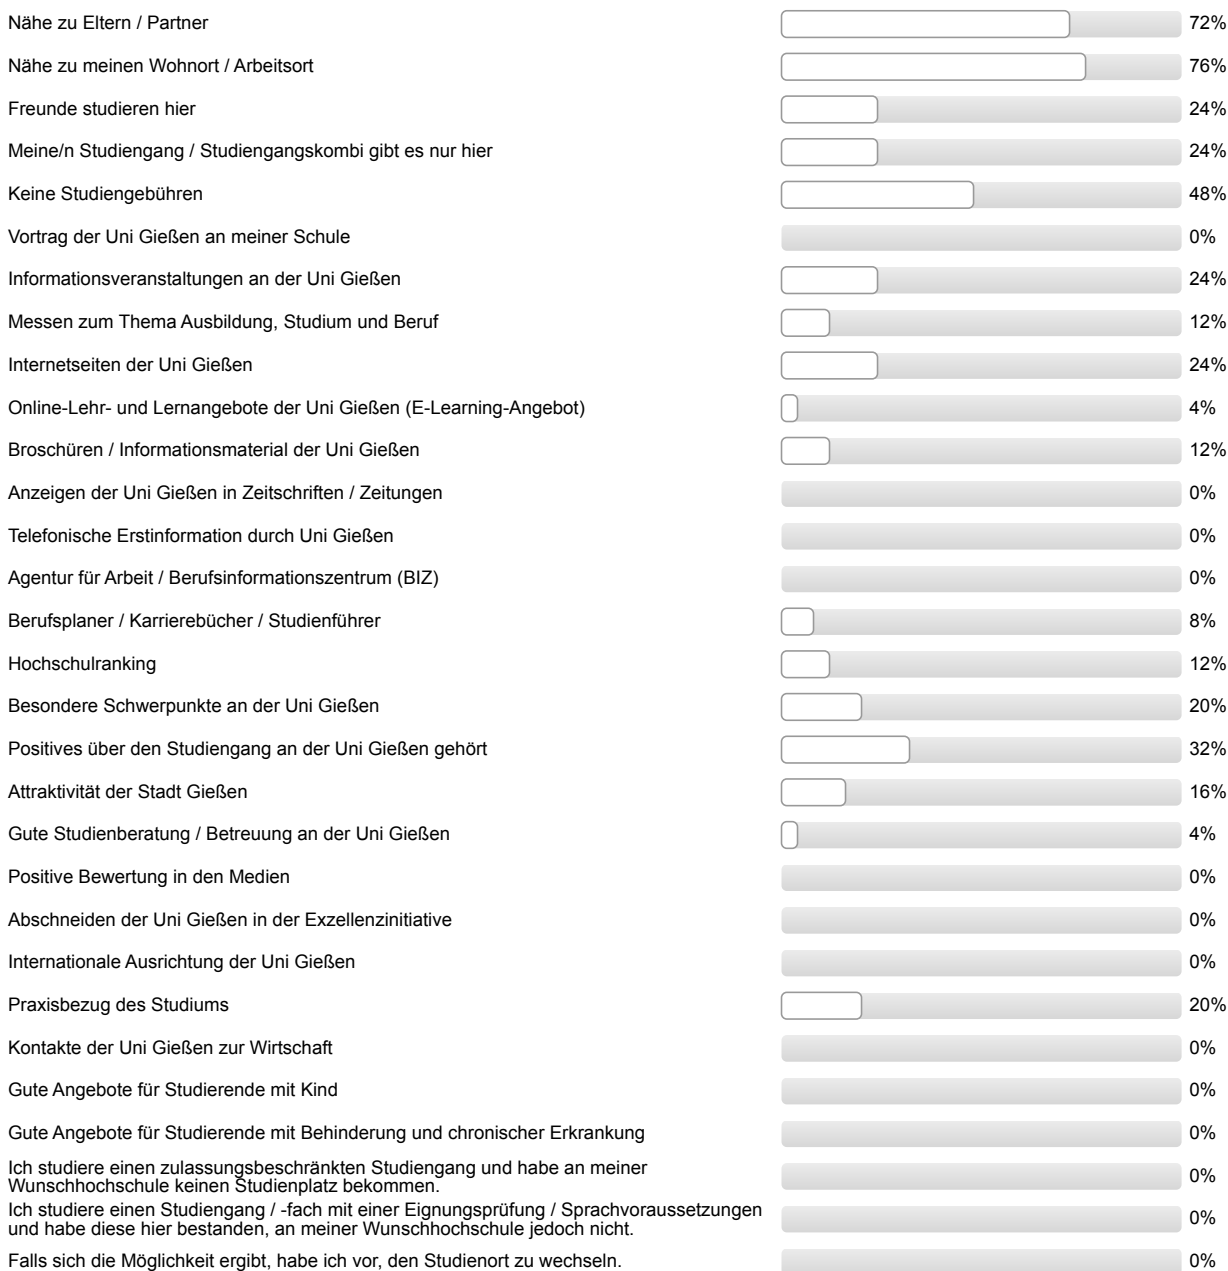 Nähe zu Eltern / Partner 72%
Nähe zu meinen Wohnort / Arbeitsort 76%
Freunde studieren hier 24%
Meine/n Studiengang / Studiengangskombi gibt es nur hier 24%
Keine Studiengebühren 48%
Vortrag der Uni Gießen an meiner Schule 0%
Informationsveranstaltungen an der Uni Gießen 24%
Messen zum Thema Ausbildung, Studium und Beruf 12%
Internetseiten der Uni Gießen 24%
Online-Lehr- und Lernangebote der Uni Gießen (E-Learning-Angebot) 4%
Broschüren / Informationsmaterial der Uni Gießen 12%
Anzeigen der Uni Gießen in Zeitschriften / Zeitungen 0%
Telefonische Erstinformation durch Uni Gießen 0%
Agentur für Arbeit / Berufsinformationszentrum (BIZ) 0%
Berufsplaner / Karrierebücher / Studienführer 8%
Hochschulranking 12%
Besondere Schwerpunkte an der Uni Gießen 20%
Positives über den Studiengang an der Uni Gießen gehört 32%
Attraktivität der Stadt Gießen 16%
Gute Studienberatung / Betreuung an der Uni Gießen 4%
Positive Bewertung in den Medien 0%
Abschneiden der Uni Gießen in der Exzellenzinitiative 0%
Internationale Ausrichtung der Uni Gießen 0%
Praxisbezug des Studiums 20%
Kontakte der Uni Gießen zur Wirtschaft 0%
Gute Angebote für Studierende mit Kind 0%
Gute Angebote für Studierende mit Behinderung und chronischer Erkrankung 0%
Ich studiere einen zulassungsbeschränkten Studiengang und habe an meiner
Wunschhochschule keinen Studienplatz bekommen. 0%
Ich studiere einen Studiengang / -fach mit einer Eignungsprüfung / Sprachvoraussetzungen
und habe diese hier bestanden, an meiner Wunschhochschule jedoch nicht. 0%
Falls sich die Möglichkeit ergibt, habe ich vor, den Studienort zu wechseln. 0%